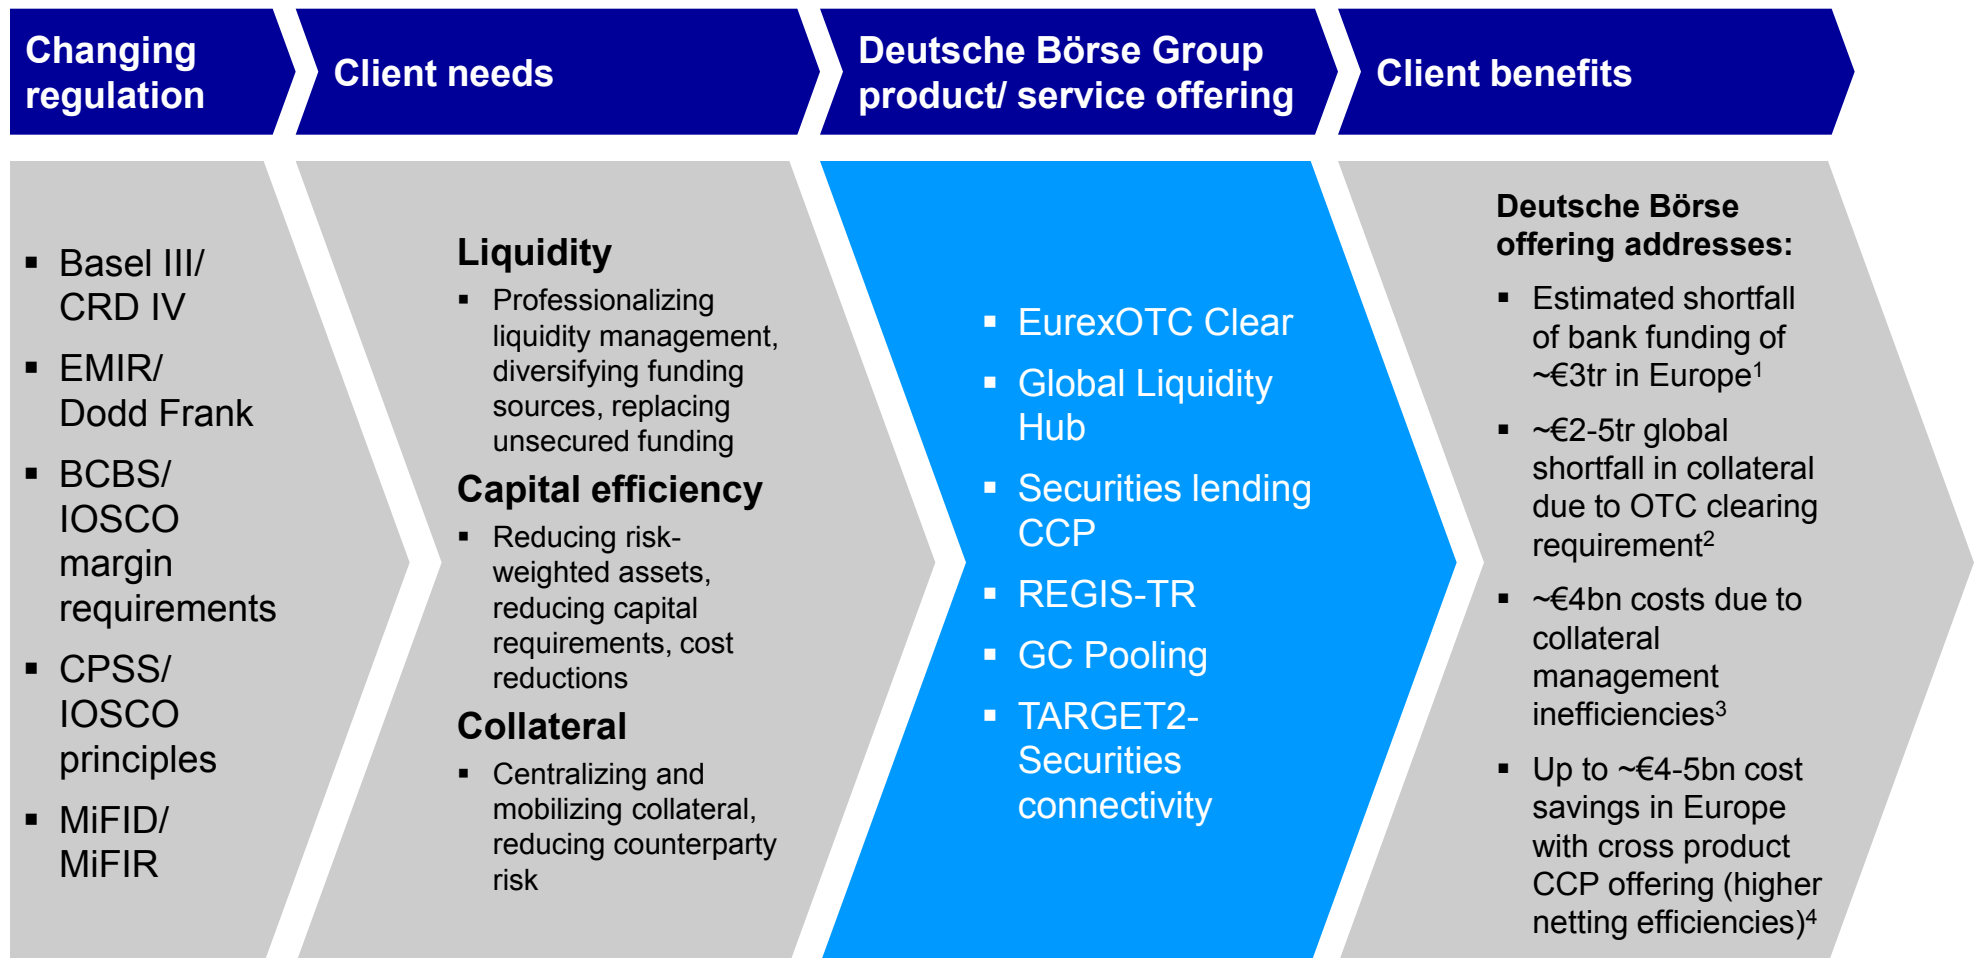 Changing
regulation
Client needs
Deutsche Börse Group
product/ service offering
Client benefits
▪ Basel III/
CRD IV
▪ EMIR/
Dodd Frank
▪ BCBS/
IOSCO
margin
requirements
▪ CPSS/
IOSCO
principles
▪ MiFID/
MiFIR
Liquidity
▪ Professionalizing
liquidity management,
diversifying funding
sources, replacing
unsecured funding
Capital efficiency
▪ Reducing risk-
weighted assets,
reducing capital
requirements, cost
reductions
Collateral
▪ Centralizing and
mobilizing collateral,
reducing counterparty
risk
▪ EurexOTC Clear
▪ Global Liquidity
Hub
▪ Securities lending
CCP
▪ REGIS-TR
▪ GC Pooling
▪ TARGET2-
Securities
connectivity
Deutsche Börse
offering addresses:
▪ Estimated shortfall
of bank funding of
~€3tr in Europe¹
▪ ~€2-5tr global
shortfall in collateral
due to OTC clearing
requirement²
▪ ~€4bn costs due to
collateral
management
inefficiencies³
▪ Up to ~€4-5bn cost
savings in Europe
with cross product
CCP offering (higher
netting efficiencies)⁴